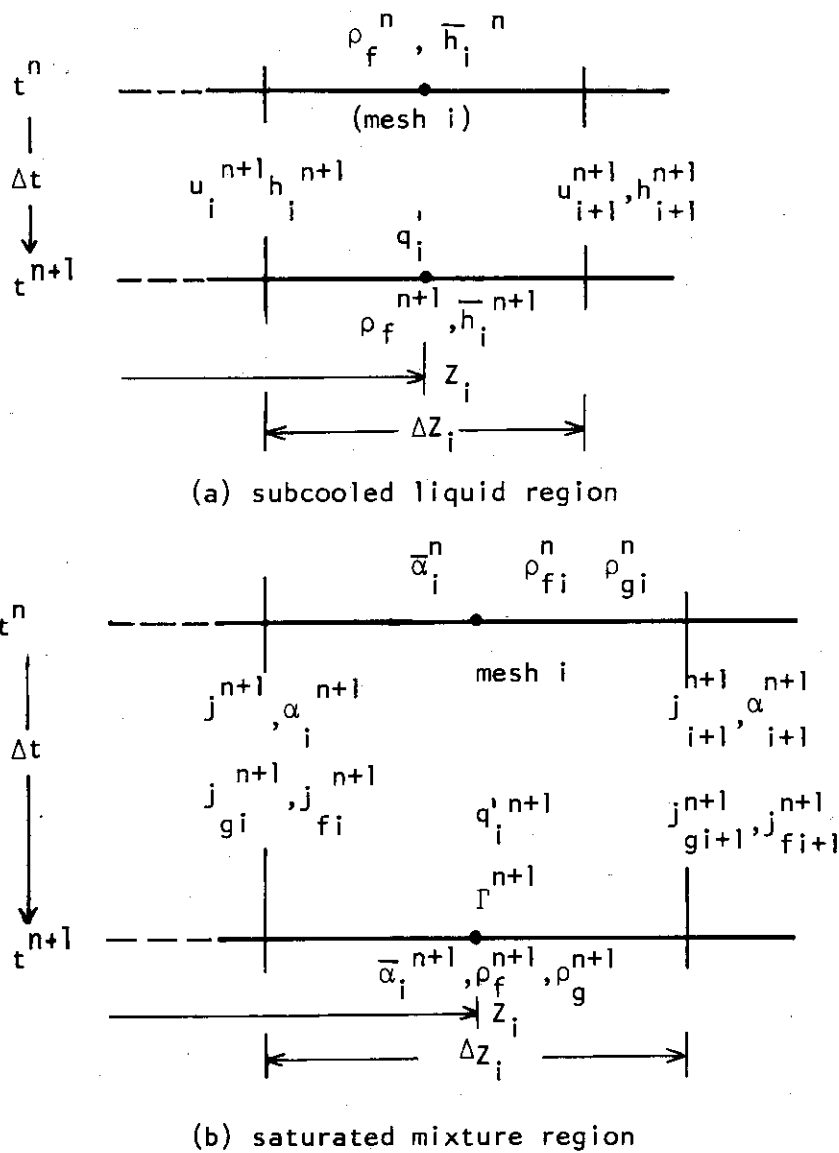 ρ_f^n , h̅_i^n
t^n
(mesh i)
Δt
u_i^{n+1} h_i^{n+1}
u_{i+1}^{n+1} , h_{i+1}^{n+1}
q'_i
t^{n+1}
ρ_f^{n+1} , h̅_i^{n+1}
Z_i
ΔZ_i
(a) subcooled liquid region
α̅_i^n ρ_{fi}^n ρ_{gi}^n
t^n
mesh i
j^{n+1} , α_i^{n+1}
j_{i+1}^{n+1} , α_{i+1}^{n+1}
Δt
j_{gi}^{n+1} , j_{fi}^{n+1}
q'_i^{n+1}
j_{gi+1}^{n+1} , j_{fi+1}^{n+1}
Γ^{n+1}
t^{n+1}
α̅_i^{n+1} , ρ_f^{n+1} , ρ_g^{n+1}
Z_i
ΔZ_i
(b) saturated mixture region